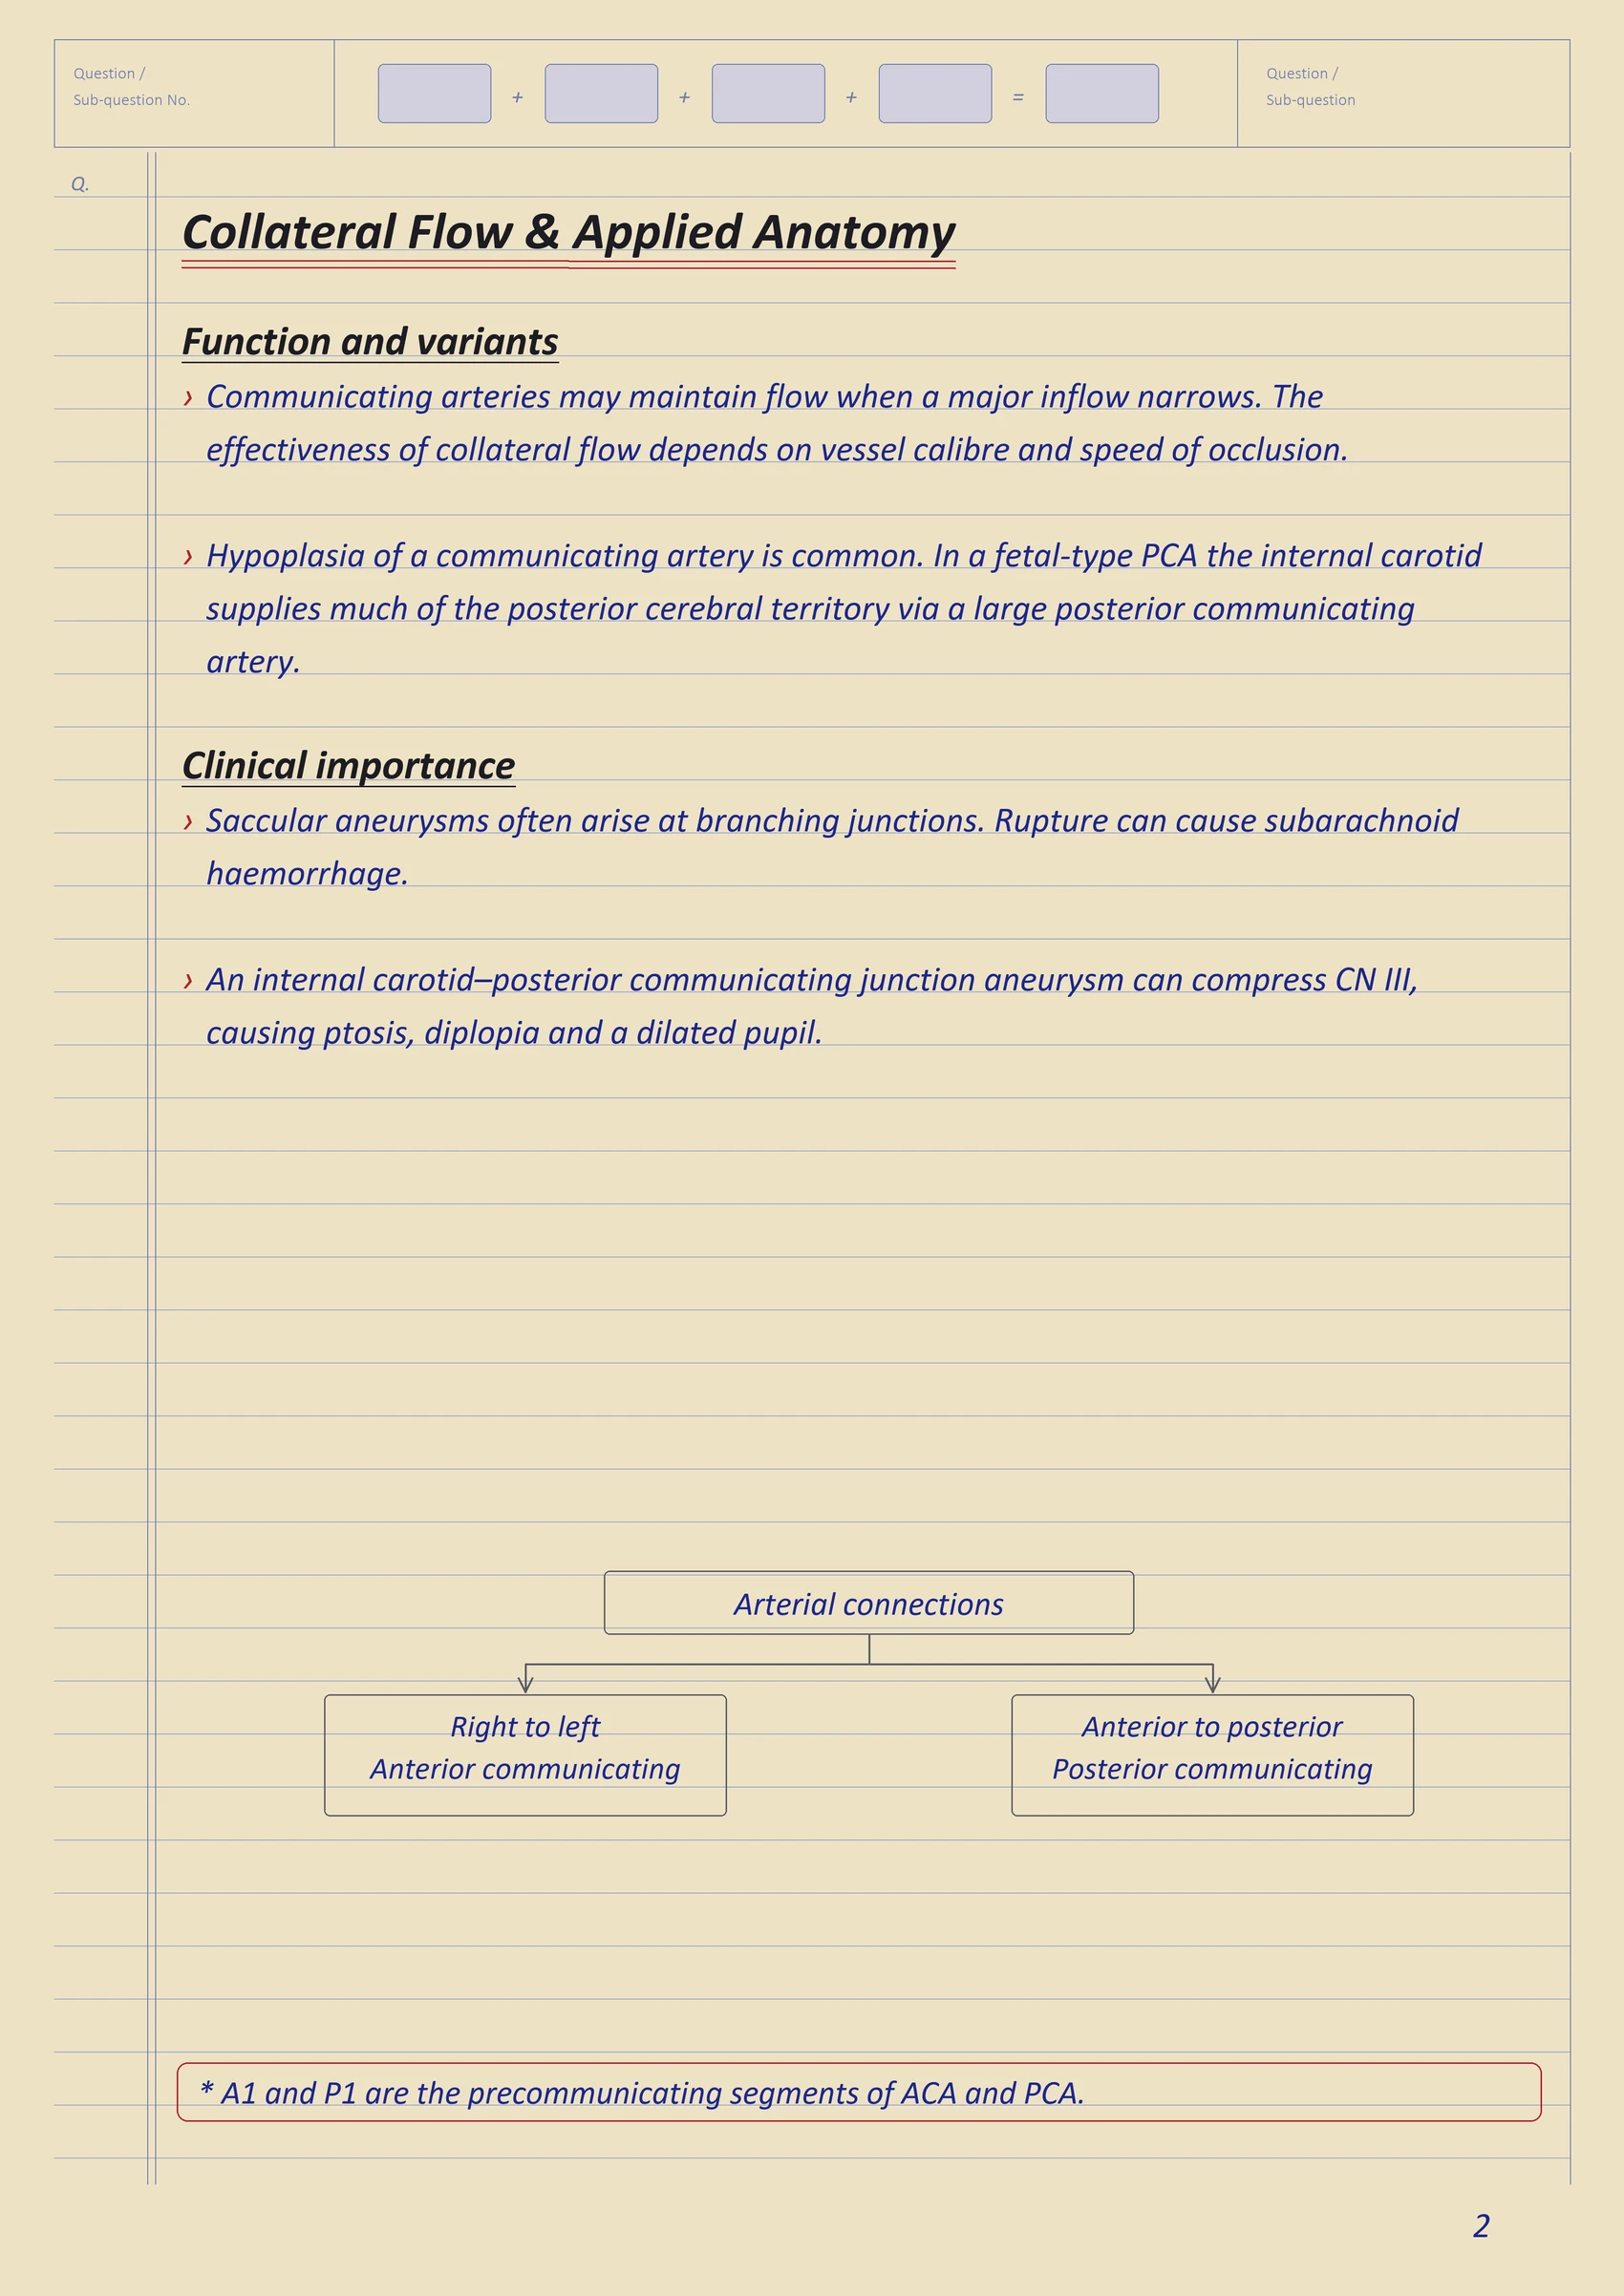 Question /
Sub-question No.
+ + + =
Question /
Sub-question
Q.
Collateral Flow & Applied Anatomy
Function and variants
› Communicating arteries may maintain flow when a major inflow narrows. The
effectiveness of collateral flow depends on vessel calibre and speed of occlusion.
› Hypoplasia of a communicating artery is common. In a fetal-type PCA the internal carotid
supplies much of the posterior cerebral territory via a large posterior communicating
artery.
Clinical importance
› Saccular aneurysms often arise at branching junctions. Rupture can cause subarachnoid
haemorrhage.
› An internal carotid–posterior communicating junction aneurysm can compress CN III,
causing ptosis, diplopia and a dilated pupil.
Arterial connections
Right to left
Anterior communicating
Anterior to posterior
Posterior communicating
* A1 and P1 are the precommunicating segments of ACA and PCA.
2